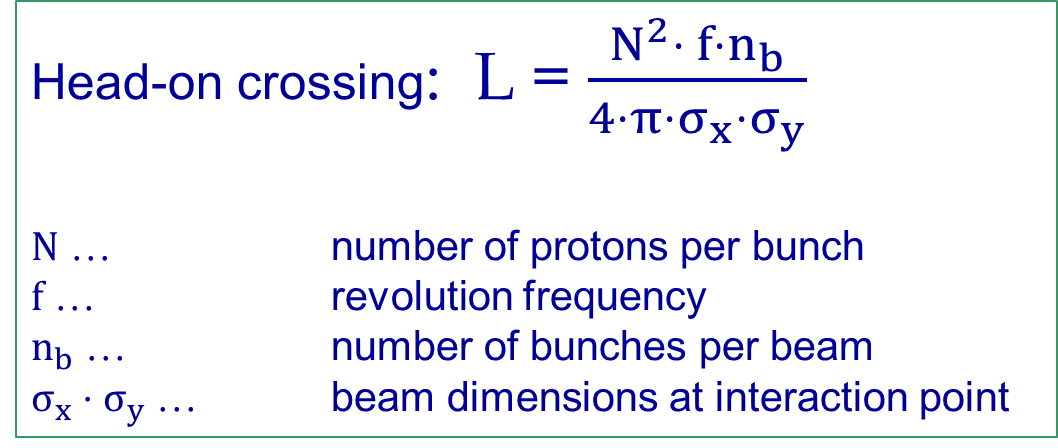 Head-on crossing: L = N²· f·n_b / 4·π·σ_x·σ_y
N … number of protons per bunch
f … revolution frequency
n_b … number of bunches per beam
σ_x · σ_y … beam dimensions at interaction point